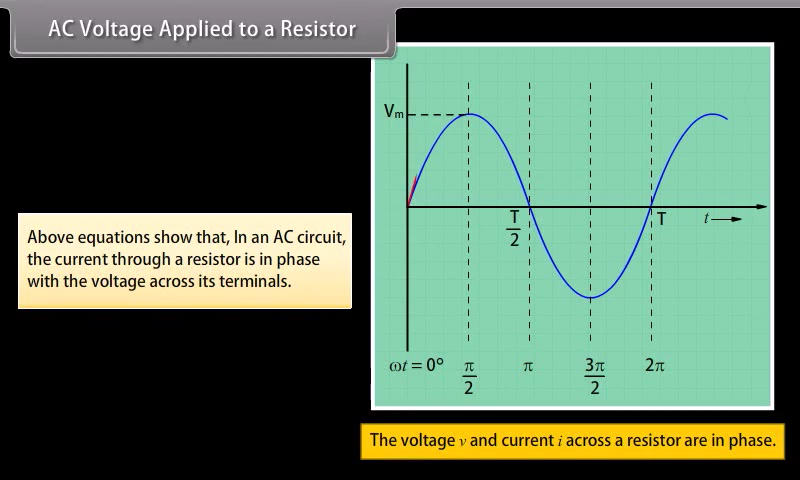 AC Voltage Applied to a Resistor
Above equations show that, In an AC circuit,
the current through a resistor is in phase
with the voltage across its terminals.
Vm
T
2
T
t
ωt = 0° π/2 π 3π/2 2π
The voltage v and current i across a resistor are in phase.